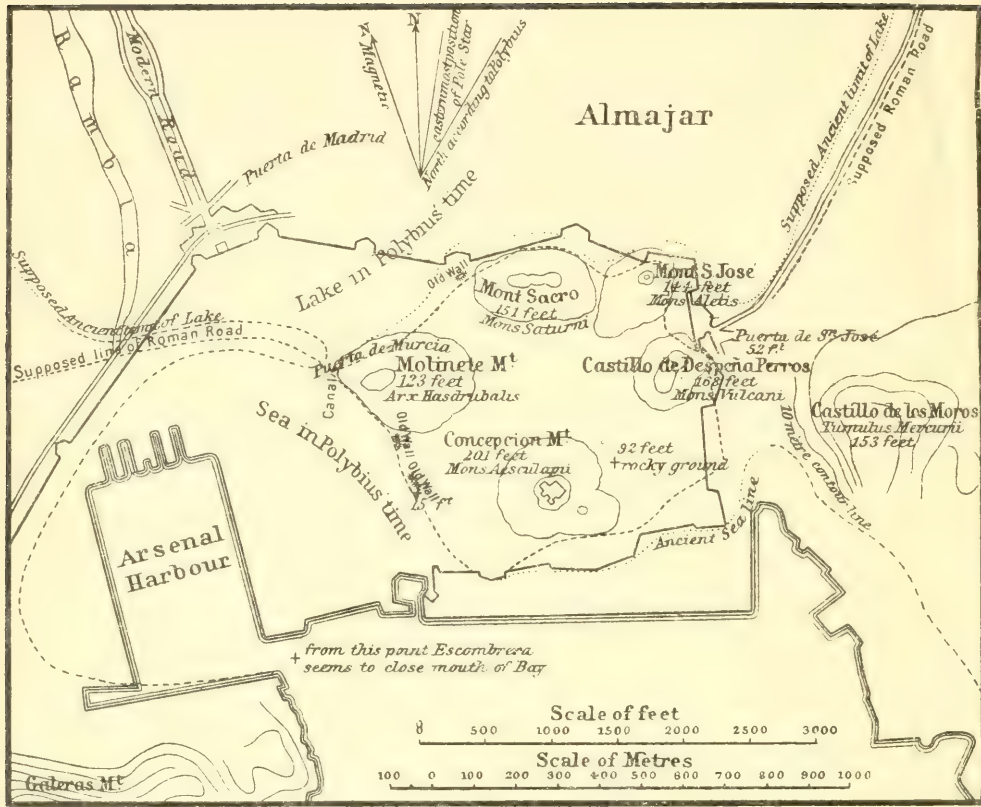 Rambla
Modern Road
Puerta de Madrid
N
Magnetic
easternmost position
of Pole Star
North according to Polybius
Almajar
Supposed Ancient limit of Lake
Supposed Roman Road
Lake in Polybius' time
Old Wall
Mont Sacro
151 feet
Mons Saturni
Mont S. José
144 feet
Mons Aletis
Supposed Ancient limit of Lake
Supposed line of Roman Road
Puerta de Murcia
Canal
Molinete Mt
123 feet
Arx Hasdrubalis
Castillo de Despeña Perros
168 feet
Mons Vulcani
Puerta de Sn José
52 ft
Castillo de los Moros
Tumulus Mercurii
153 feet
10 mètre contour line
Sea in Polybius' time
Old Wall
Old Wall
15 ft
Concepcion Mt
201 feet
Mons Aesculapii
92 feet
+ rocky ground
Ancient Sea line
Arsenal
Harbour
+ from this point Escombrera
seems to close mouth of Bay
Scale of feet
0 500 1000 1500 2000 2500 3000
Scale of Metres
100 0 100 200 300 400 500 600 700 800 900 1000
Galeras Mt